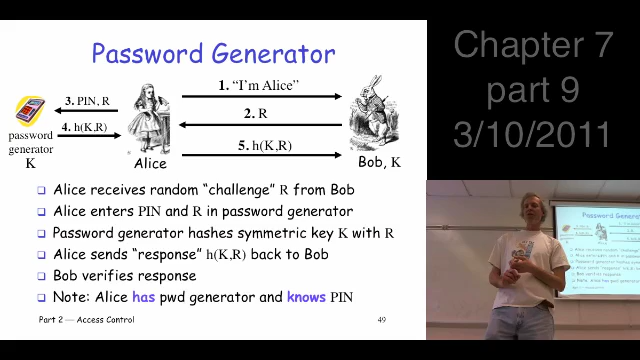 Password Generator
Chapter 7
part 9
3/10/2011
1. "I'm Alice"
3. PIN, R
2. R
4. h(K,R)
5. h(K,R)
password
generator
K
Alice
Bob, K
Alice receives random "challenge" R from Bob
Alice enters PIN and R in password generator
Password generator hashes symmetric key K with R
Alice sends "response" h(K,R) back to Bob
Bob verifies response
Note: Alice has pwd generator and knows PIN
Part 2 — Access Control
49